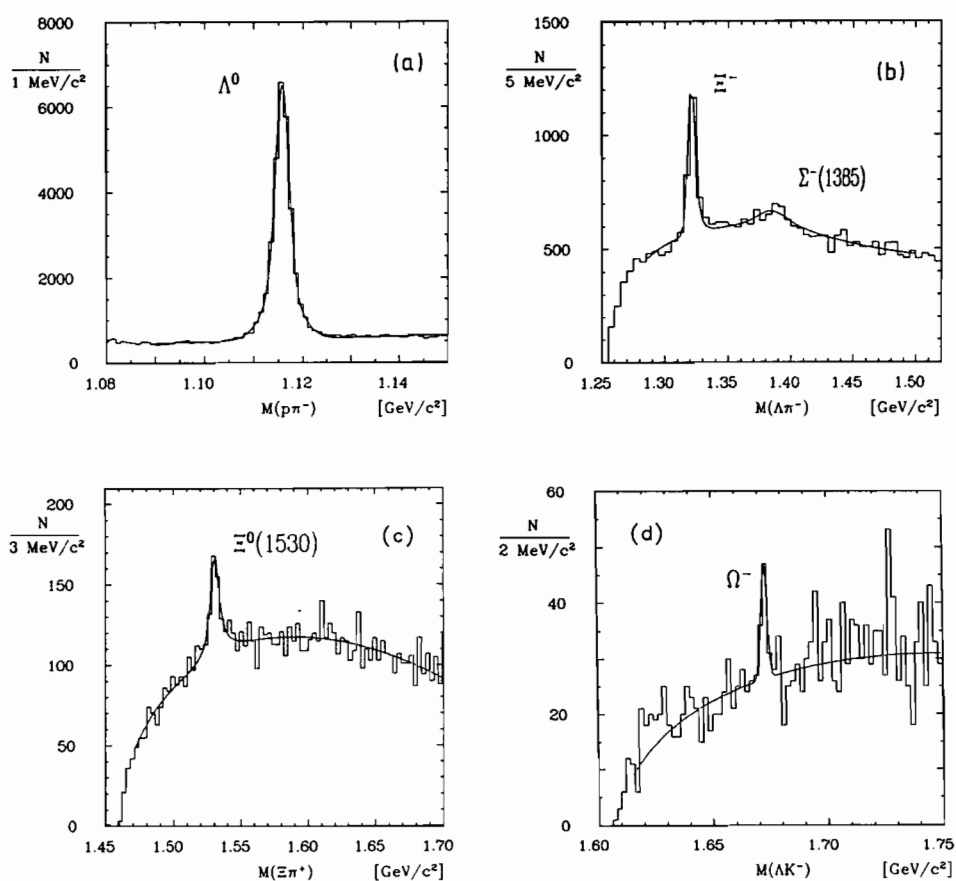 8000
N
1 MeV/c²
6000
4000
2000
0
(a)
Λ⁰
1.08
1.10
1.12
1.14
M(pπ⁻)
[GeV/c²]
1500
N
5 MeV/c²
1000
500
0
(b)
Ξ⁻
Σ⁻(1385)
1.25
1.30
1.35
1.40
1.45
1.50
M(Λπ⁻)
[GeV/c²]
200
N
3 MeV/c²
150
100
50
0
(c)
Ξ⁰(1530)
1.45
1.50
1.55
1.60
1.65
1.70
M(Ξπ⁺)
[GeV/c²]
60
N
2 MeV/c²
40
20
0
(d)
Ω⁻
1.60
1.65
1.70
1.75
M(ΛK⁻)
[GeV/c²]